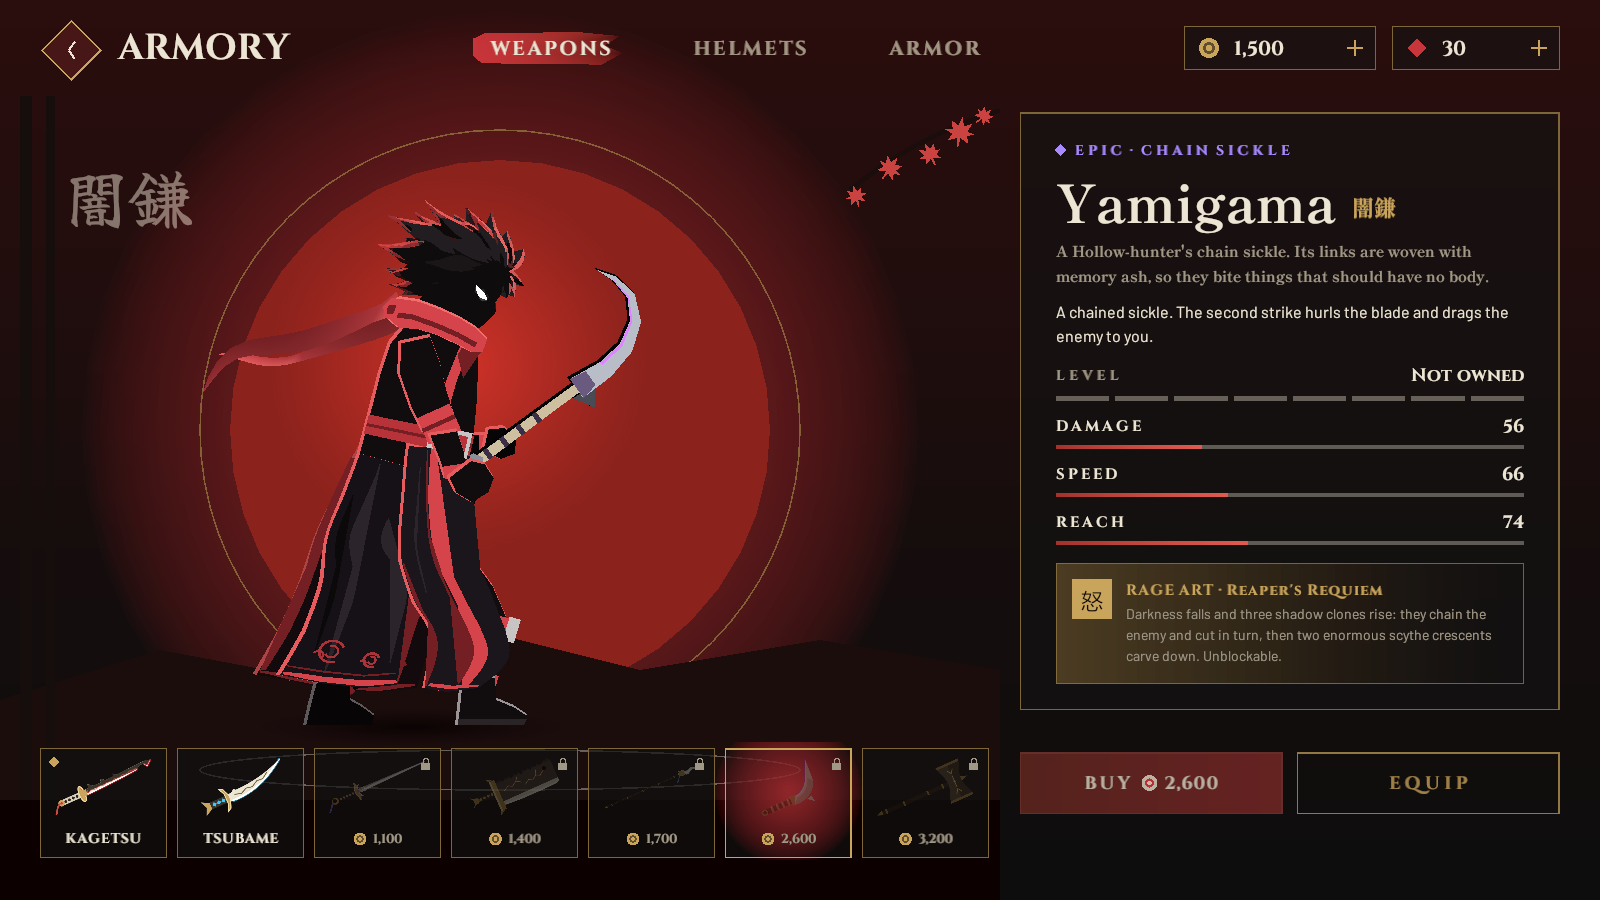 ARMORY
WEAPONS
HELMETS
ARMOR
1,500
30
闇鎌
EPIC · CHAIN SICKLE
Yamigama 闇鎌
A Hollow-hunter's chain sickle. Its links are woven with
memory ash, so they bite things that should have no body.
A chained sickle. The second strike hurls the blade and drags the
enemy to you.
LEVEL NOT OWNED
DAMAGE 56
SPEED 66
REACH 74
怒
RAGE ART · REAPER'S REQUIEM
Darkness falls and three shadow clones rise: they chain the
enemy and cut in turn, then two enormous scythe crescents
carve down. Unblockable.
KAGETSU
TSUBAME
1,100
1,400
1,700
2,600
3,200
BUY 2,600
EQUIP